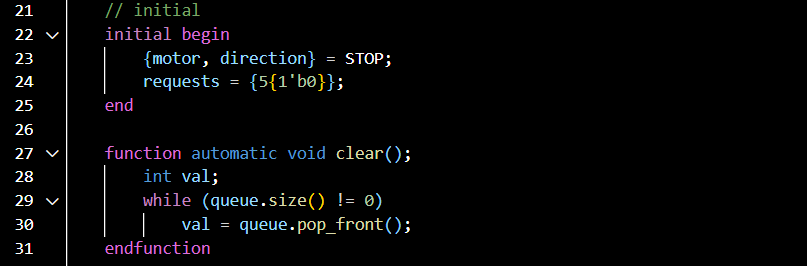 21 // initial
22 initial begin
23 {motor, direction} = STOP;
24 requests = {5{1'b0}};
25 end
26
27 function automatic void clear();
28 int val;
29 while (queue.size() != 0)
30 val = queue.pop_front();
31 endfunction